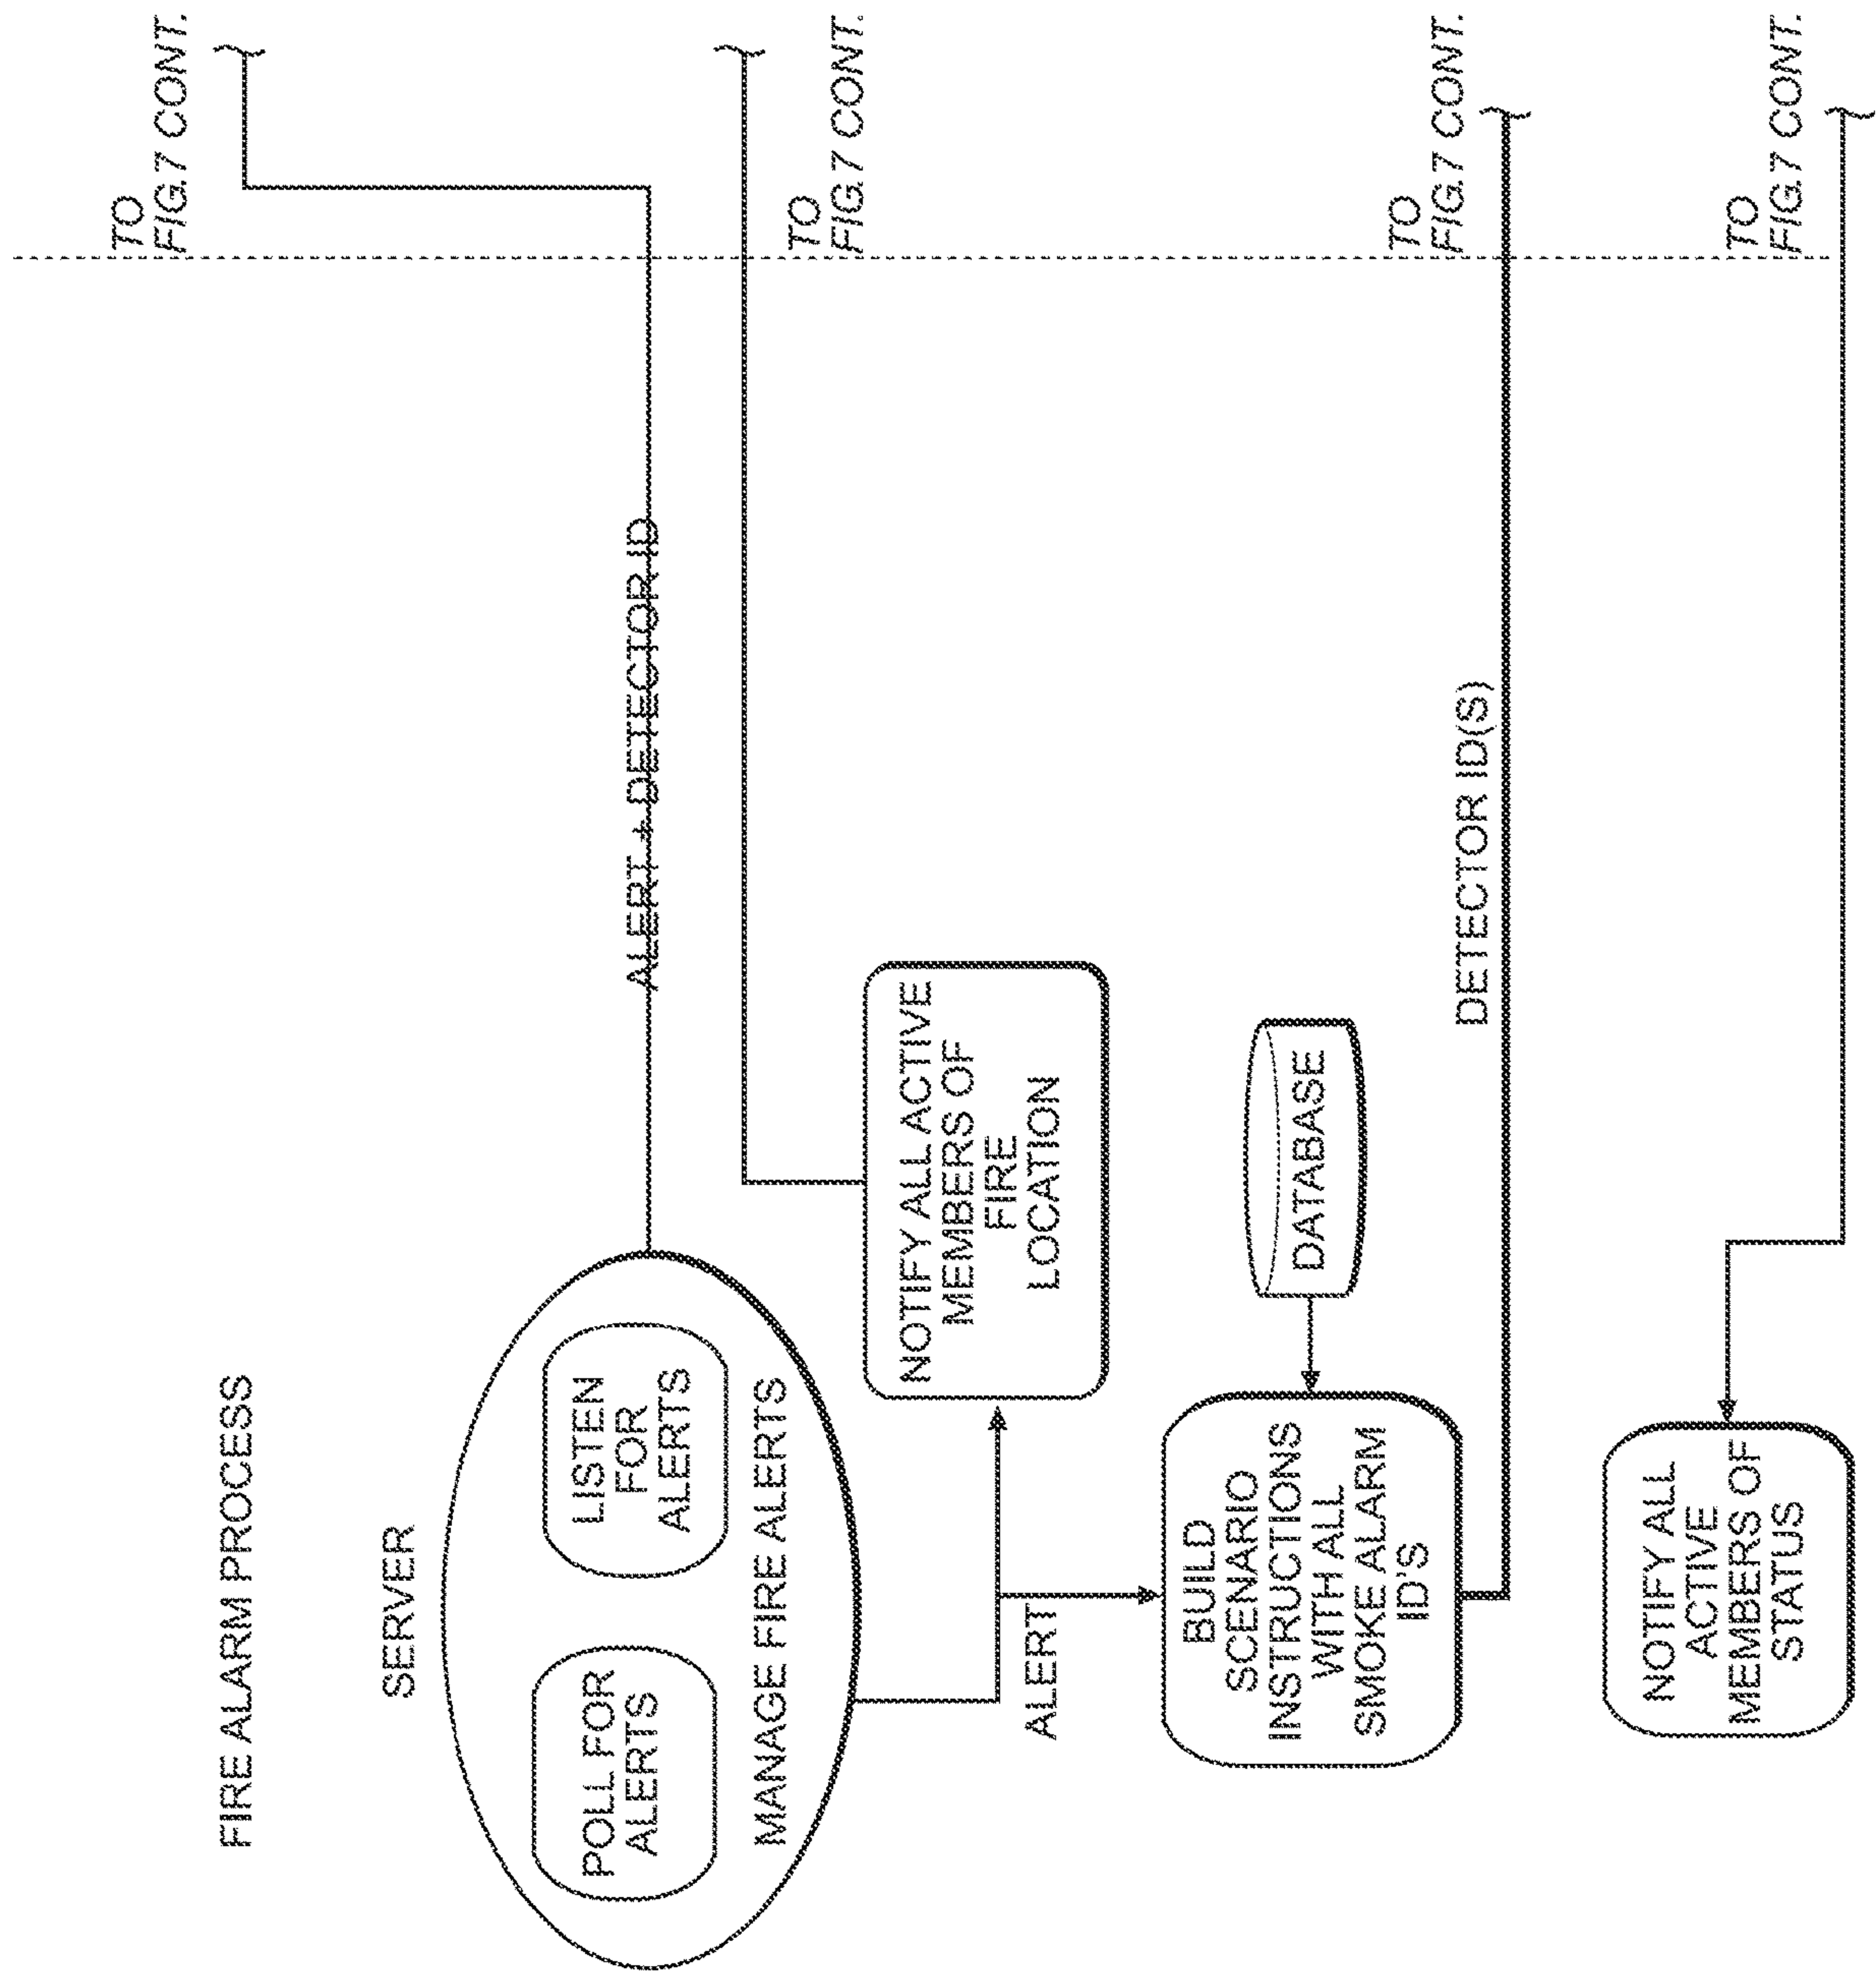 FIRE ALARM PROCESS
SERVER
POLL FOR
ALERTS
LISTEN
FOR
ALERTS
MANAGE FIRE ALERTS
ALERT + DETECTOR ID
TO
FIG.7 CONT.
NOTIFY ALL ACTIVE
MEMBERS OF
FIRE
LOCATION
TO
FIG.7 CONT.
ALERT
BUILD
SCENARIO
INSTRUCTIONS
WITH ALL
SMOKE ALARM
ID'S
DATABASE
DETECTOR ID(S)
TO
FIG.7 CONT.
NOTIFY ALL
ACTIVE
MEMBERS OF
STATUS
TO
FIG.7 CONT.